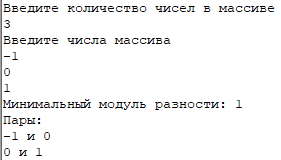 Введите количество чисел в массиве
3
Введите числа массива
-1
0
1
Минимальный модуль разности: 1
Пары:
-1 и 0
0 и 1